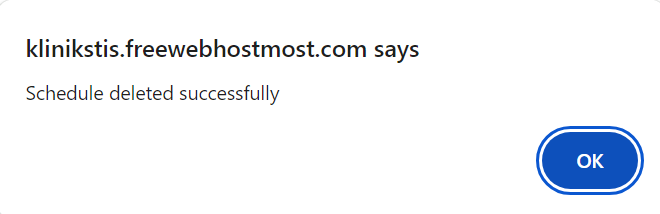 klinikstis.freewebhostmost.com says
Schedule deleted successfully
OK